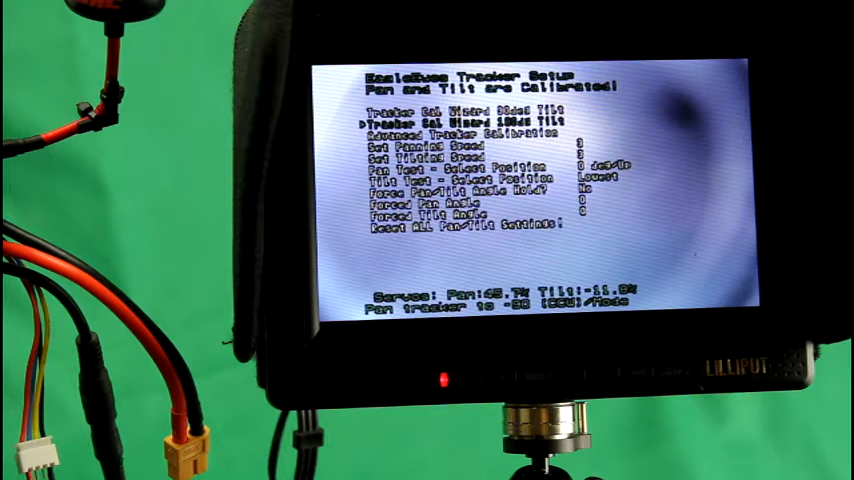 EagleEyes Tracker Setup
Pan and Tilt are Calibrated!
Tracker Cal Wizard 90deg Tilt
Tracker Cal Wizard 180deg Tilt
Advanced Tracker Calibration
Set Panning Speed 3
Set Tilting Speed 3
Pan Test - Select Position 0 deg/Up
Tilt Test - Select Position Lowest
Force Pan/Tilt Angle Hold? No
Forced Pan Angle 0
Forced Tilt Angle 0
Reset ALL Pan/Tilt Settings!
Servos: Pan:45.7% Tilt:-11.8%
Pan tracker to -90 (CCW)/Mode
LILLIPUT